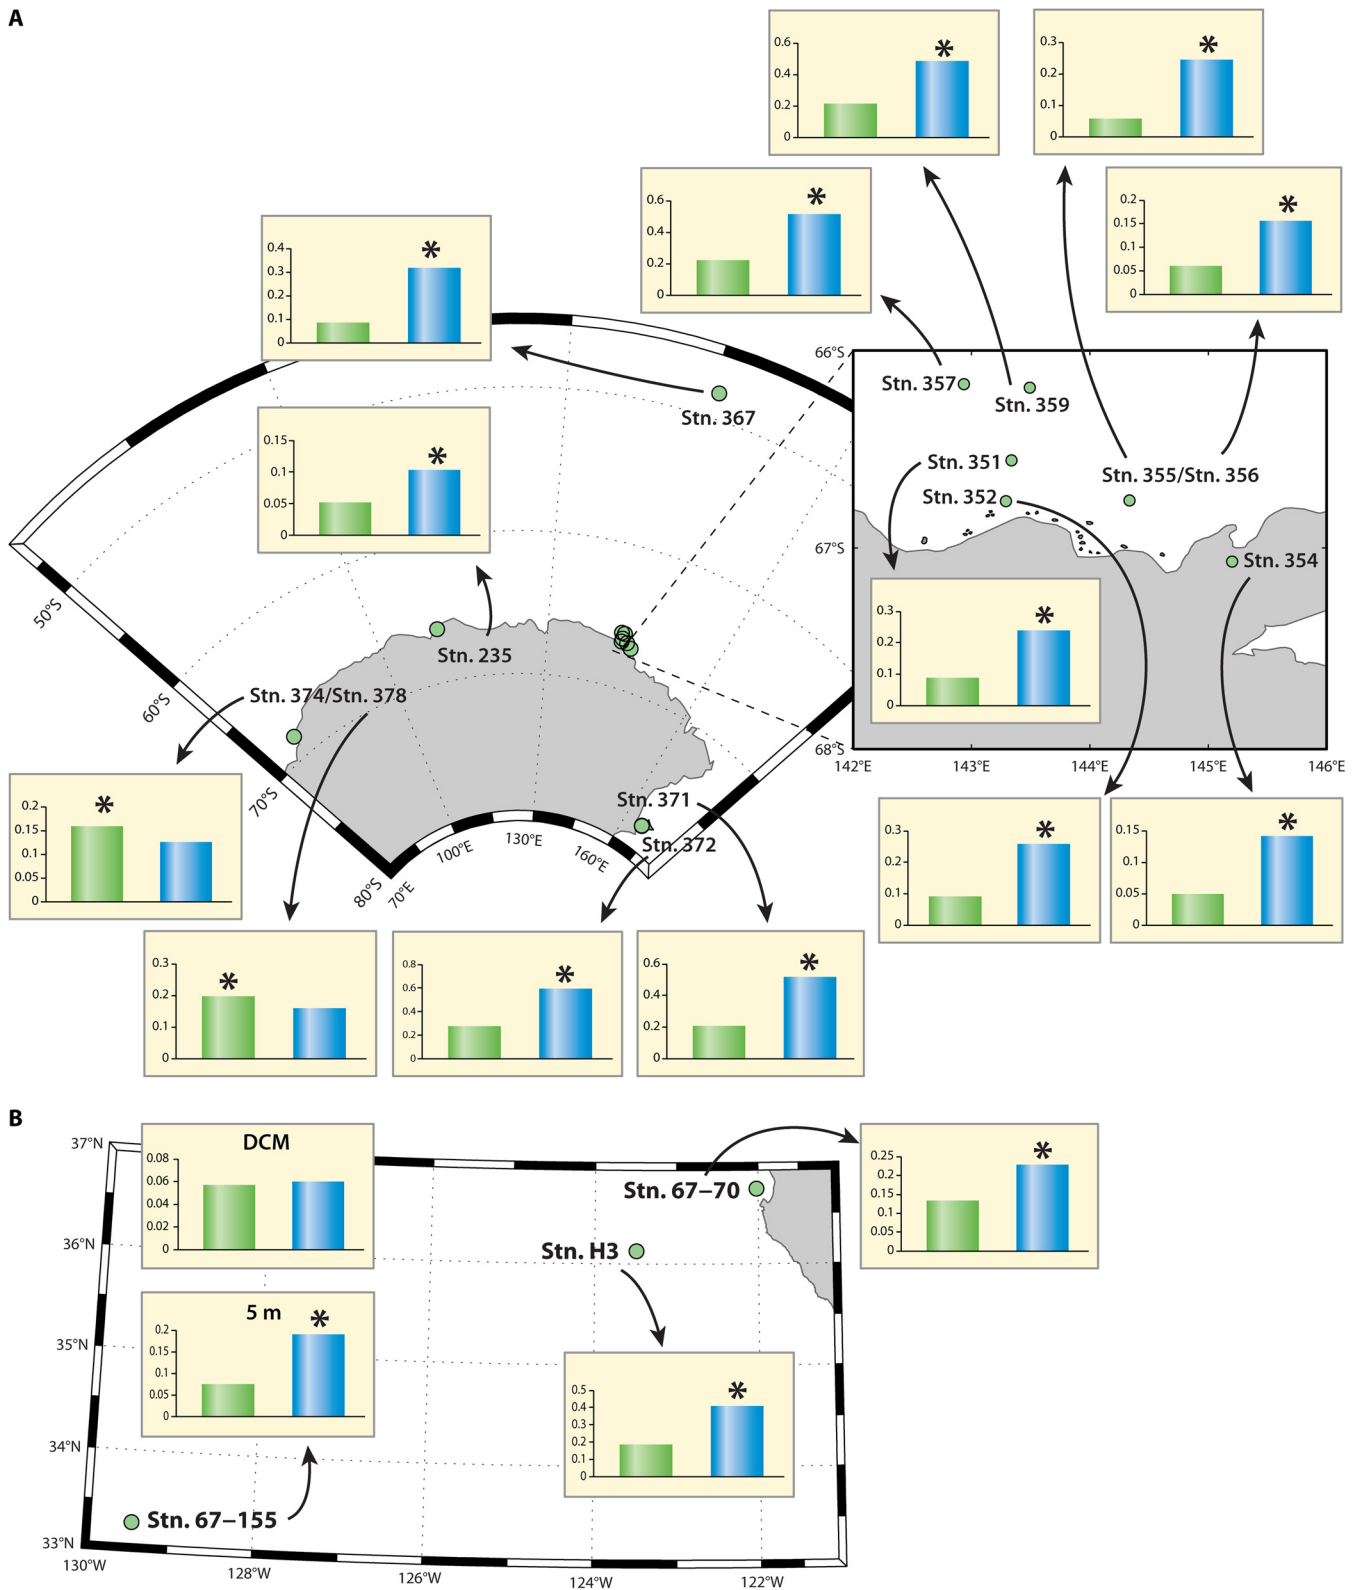 A
0.6
0.4
0.2
0
*
0.3
0.2
0.1
0
*
0.6
0.4
0.2
0
*
0.2
0.15
0.1
0.05
0
*
0.4
0.3
0.2
0.1
0
*
Stn. 367
0.15
0.1
0.05
0
*
Stn. 235
66°S
67°S
68°S
142°E
143°E
144°E
145°E
146°E
Stn. 357
Stn. 359
Stn. 351
Stn. 352
Stn. 355/Stn. 356
Stn. 354
0.3
0.2
0.1
0
*
50°S
60°S
70°S
80°S
70°E
100°E
130°E
160°E
Stn. 374/Stn. 378
Stn. 371
Stn. 372
0.2
0.15
0.1
0.05
0
*
0.3
0.2
0.1
0
*
0.15
0.1
0.05
0
*
0.3
0.2
0.1
0
*
0.8
0.6
0.4
0.2
0
*
0.6
0.4
0.2
0
*
B
37°N
36°N
35°N
34°N
33°N
130°W
128°W
126°W
124°W
122°W
DCM
0.08
0.06
0.04
0.02
0
5 m
0.2
0.15
0.1
0.05
0
*
Stn. 67–155
Stn. 67–70
Stn. H3
0.25
0.2
0.15
0.1
0.05
0
*
0.5
0.4
0.3
0.2
0.1
0
*